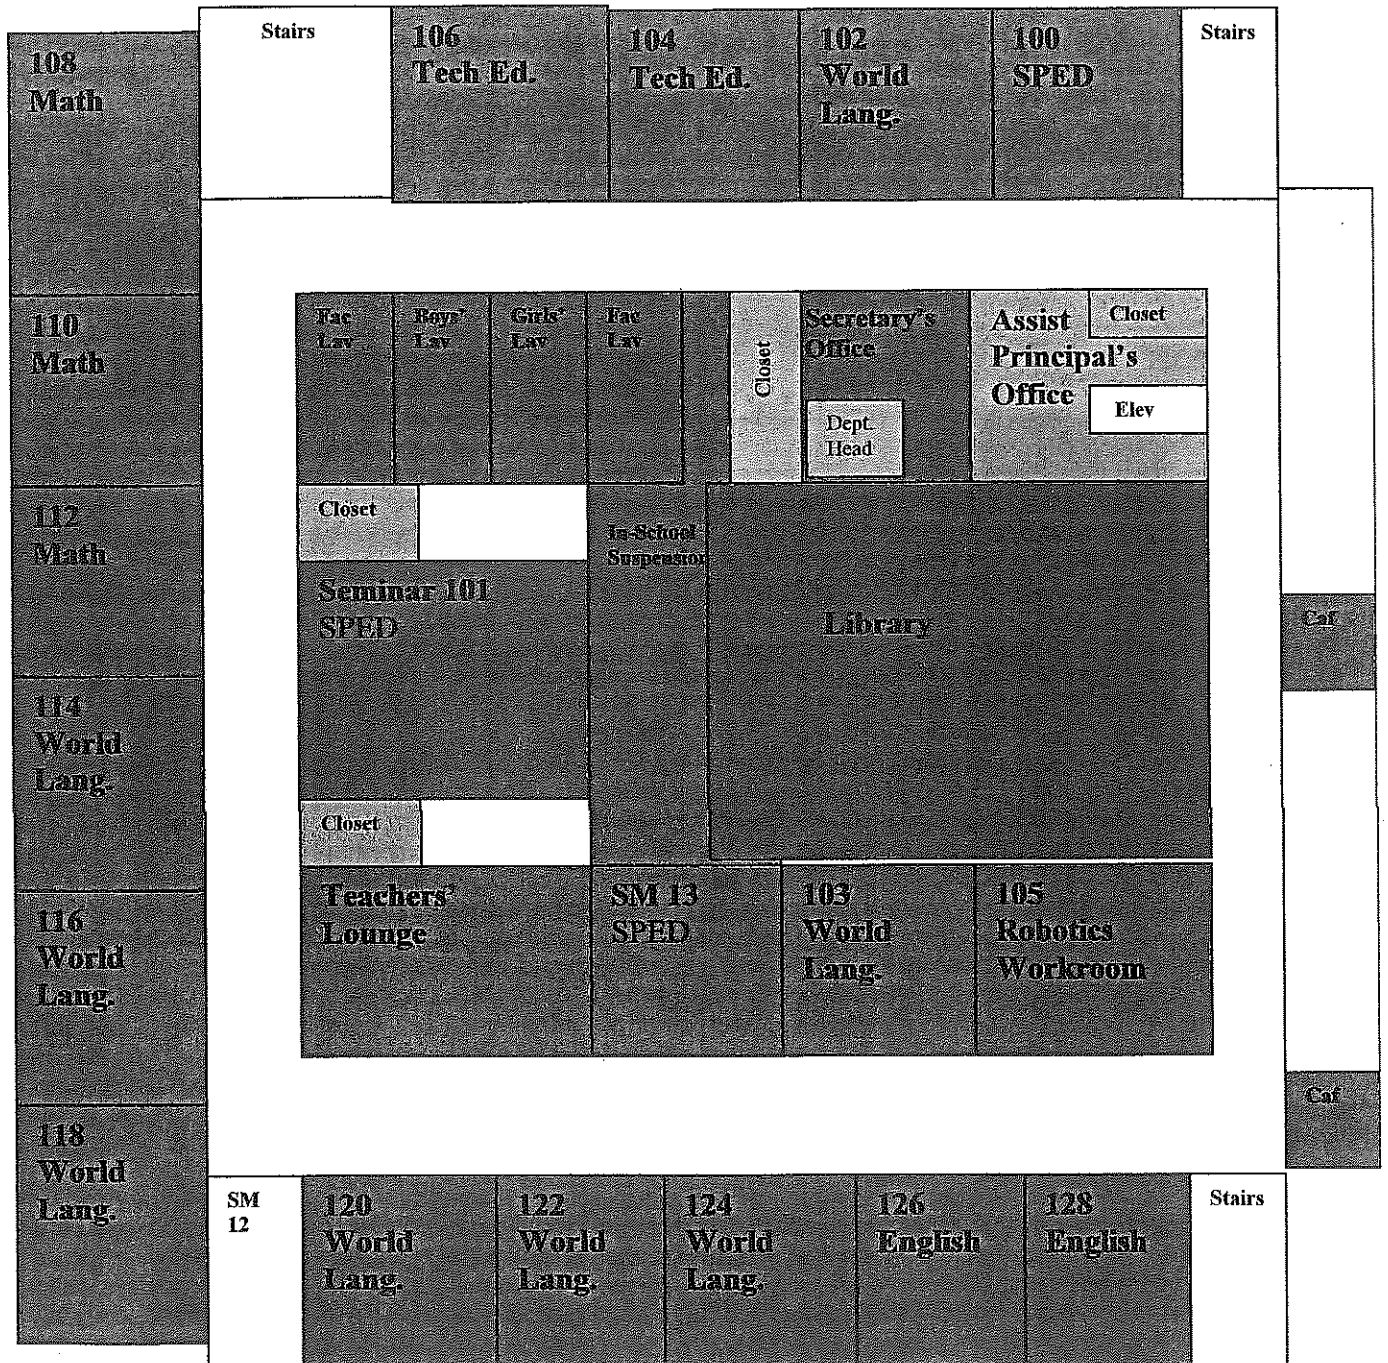 Stairs
106
Tech Ed.
104
Tech Ed.
102
World
Lang.
100
SPED
Stairs
108
Math
110
Math
112
Math
114
World
Lang.
116
World
Lang.
118
World
Lang.
Fac
Lav
Boys'
Lav
Girls'
Lav
Fac
Lav
Closet
Secretary's
Office
Dept.
Head
Assist
Principal's
Office
Closet
Elev
Closet
Seminar 101
SPED
In-School
Suspension
Library
Closet
Teachers'
Lounge
SM 13
SPED
103
World
Lang.
105
Robotics
Workroom
Caf
Caf
SM
12
120
World
Lang.
122
World
Lang.
124
World
Lang.
126
English
128
English
Stairs